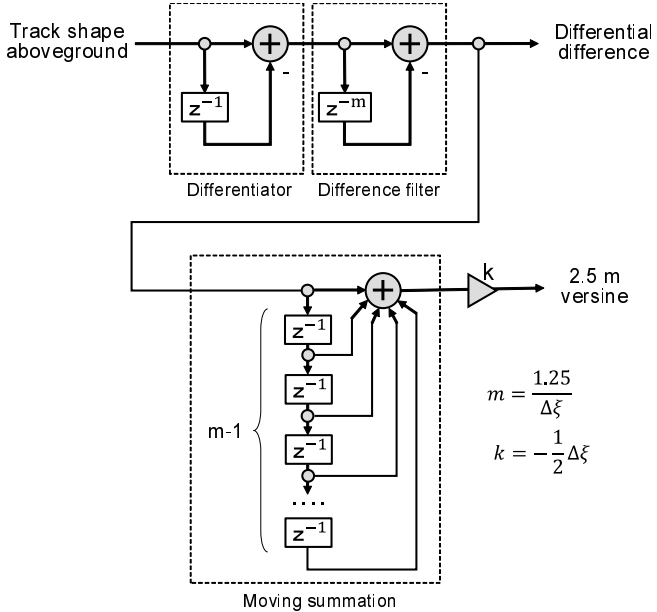 Track shape
aboveground
Differential
difference
+
+
-
-
z⁻¹
z⁻ᵐ
Differentiator
Difference filter
k
2.5 m
versine
+
z⁻¹
z⁻¹
z⁻¹
....
z⁻¹
m-1
m = 1.25 / Δξ
k = -1/2 Δξ
Moving summation